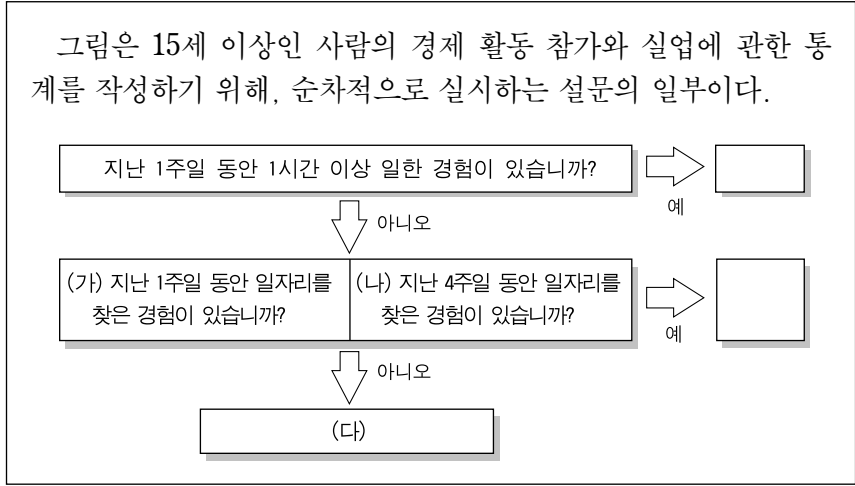 그림은 15세 이상인 사람의 경제 활동 참가와 실업에 관한 통
계를 작성하기 위해, 순차적으로 실시하는 설문의 일부이다.
지난 1주일 동안 1시간 이상 일한 경험이 있습니까?
예
아니오
(가) 지난 1주일 동안 일자리를
찾은 경험이 있습니까?
(나) 지난 4주일 동안 일자리를
찾은 경험이 있습니까?
예
아니오
(다)